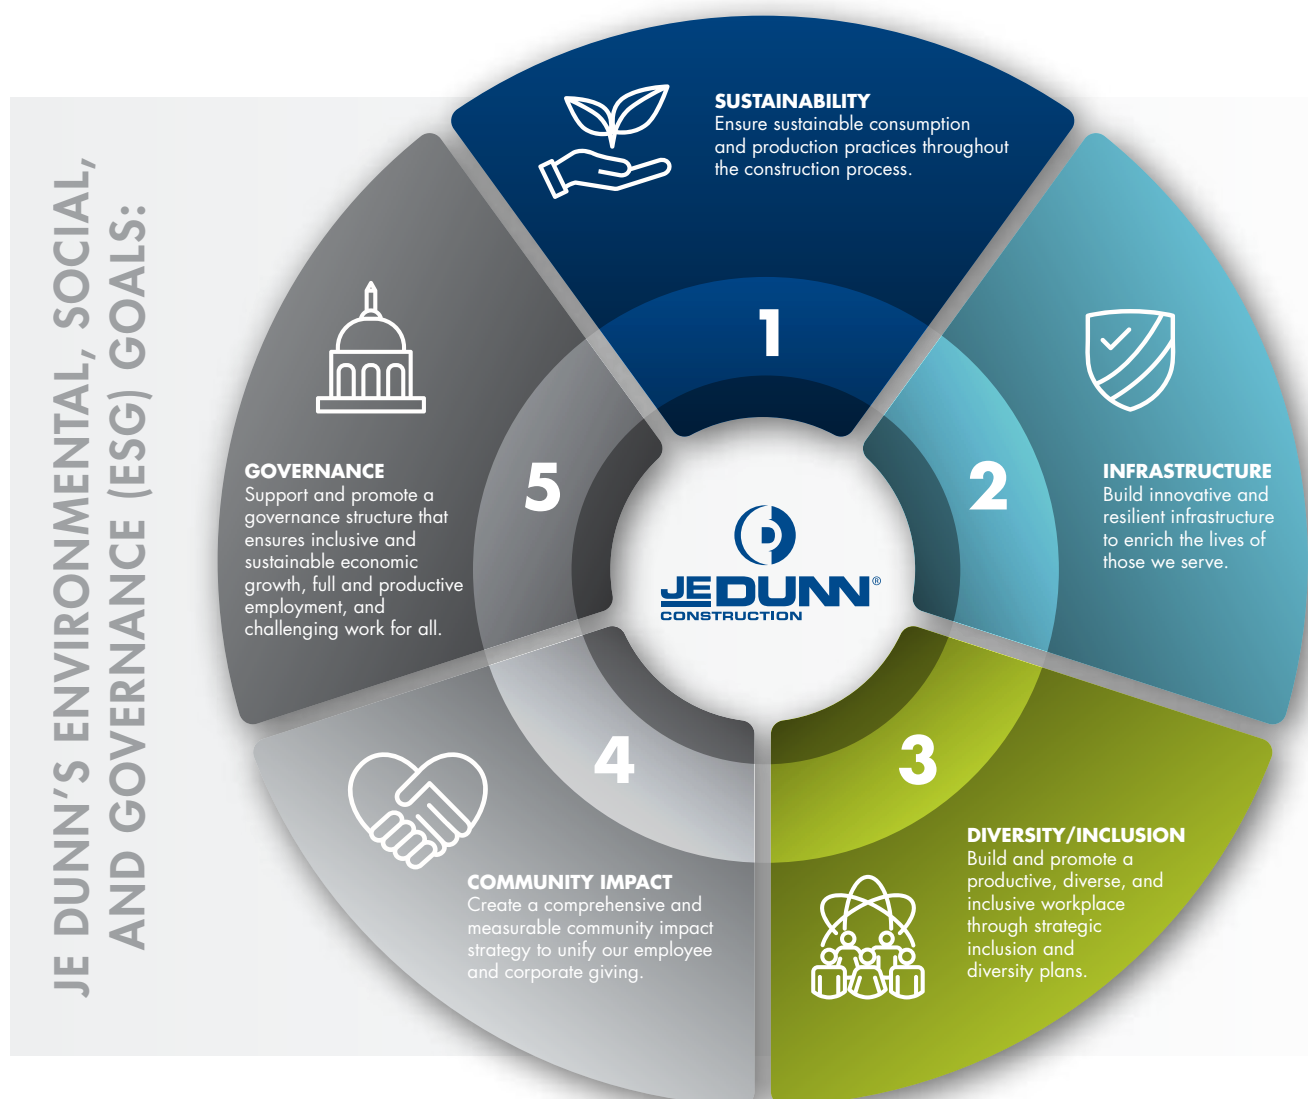 JE DUNN'S ENVIRONMENTAL, SOCIAL,
AND GOVERNANCE (ESG) GOALS:
1
SUSTAINABILITY
Ensure sustainable consumption
and production practices throughout
the construction process.
2
INFRASTRUCTURE
Build innovative and
resilient infrastructure
to enrich the lives of
those we serve.
3
DIVERSITY/INCLUSION
Build and promote a
productive, diverse, and
inclusive workplace
through strategic
inclusion and
diversity plans.
4
COMMUNITY IMPACT
Create a comprehensive and
measurable community impact
strategy to unify our employee
and corporate giving.
5
GOVERNANCE
Support and promote a
governance structure that
ensures inclusive and
sustainable economic
growth, full and productive
employment, and
challenging work for all.
D
JEDUNN®
CONSTRUCTION